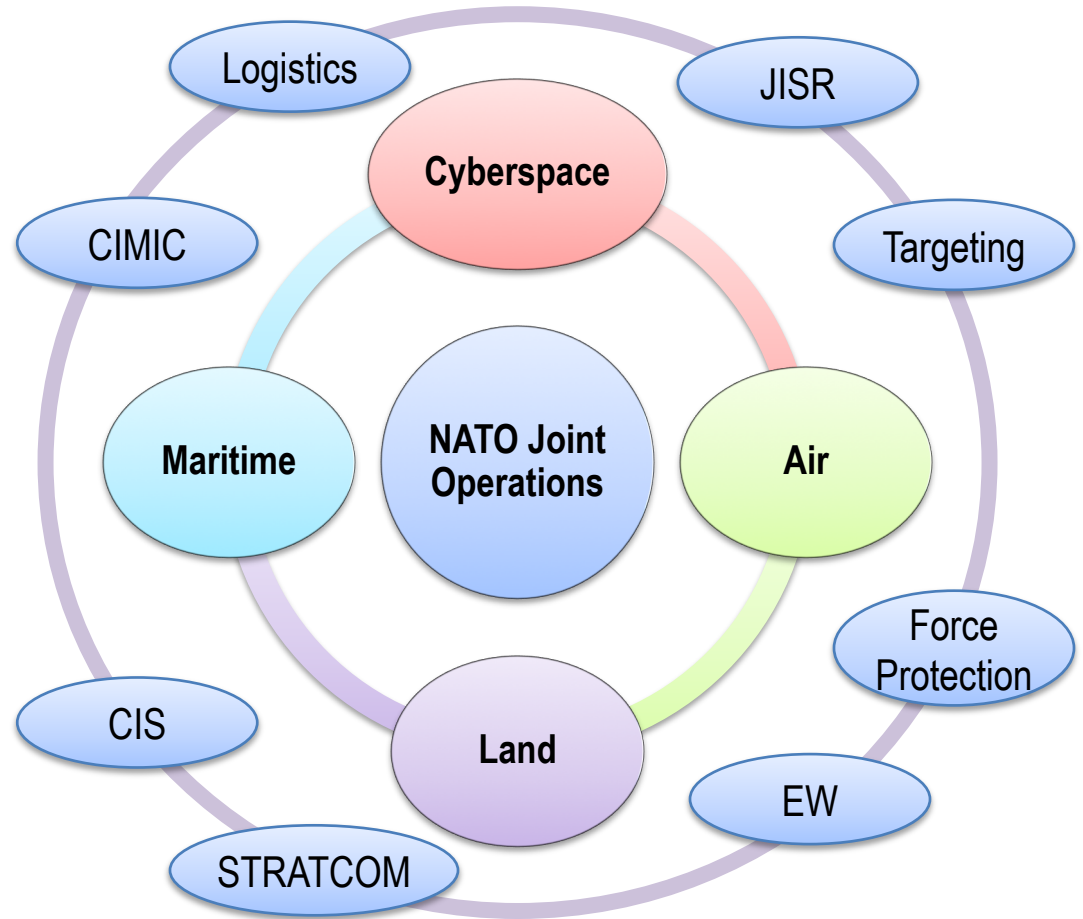 Logistics
JISR
Cyberspace
CIMIC
Targeting
Maritime
NATO Joint
Operations
Air
Force
Protection
CIS
Land
EW
STRATCOM